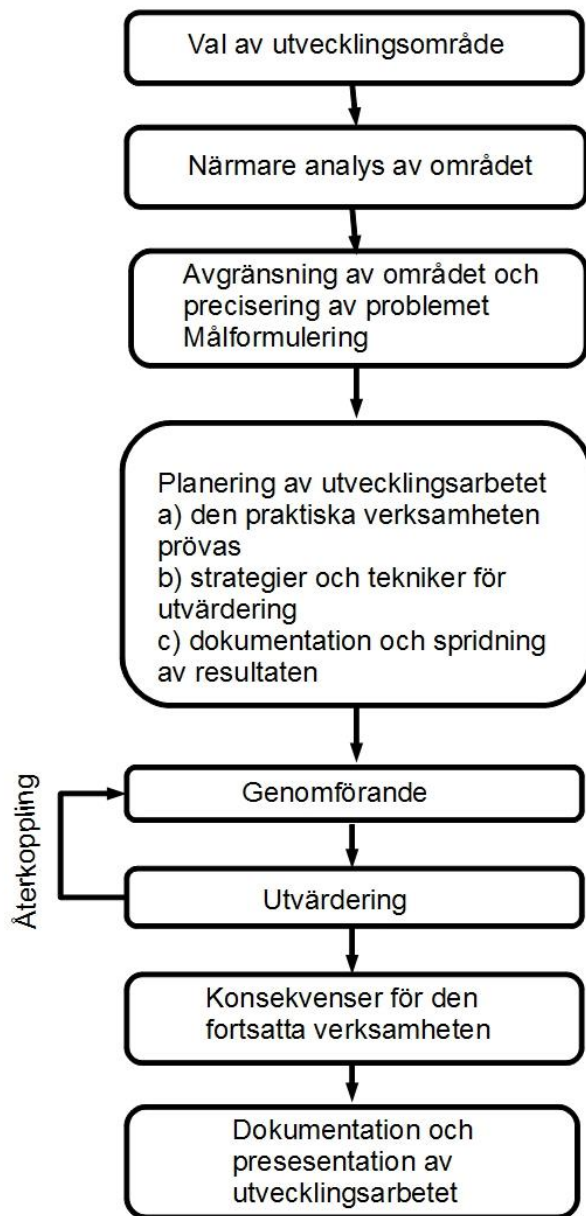 Val av utvecklingsområde
Närmare analys av området
Avgränsning av området och
precisering av problemet
Målformulering
Planering av utvecklingsarbetet
a) den praktiska verksamheten
prövas
b) strategier och tekniker för
utvärdering
c) dokumentation och spridning
av resultaten
Genomförande
Återkoppling
Utvärdering
Konsekvenser för den
fortsatta verksamheten
Dokumentation och
presesentation av
utvecklingsarbetet